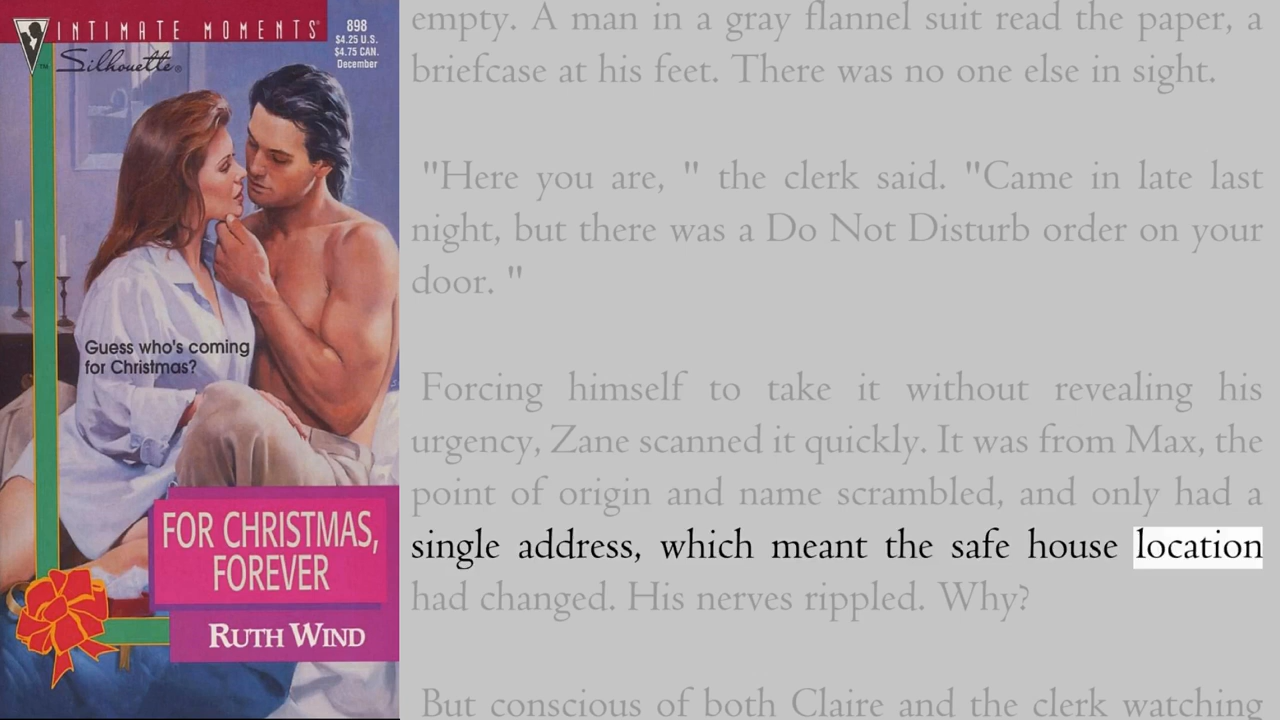 INTIMATE MOMENTS®
898
$4.25 U.S.
$4.75 CAN.
December
™
Silhouette®
Guess who's coming
for Christmas?
FOR CHRISTMAS,
FOREVER
RUTH WIND
empty. A man in a gray flannel suit read the paper, a
briefcase at his feet. There was no one else in sight.
"Here you are, " the clerk said. "Came in late last
night, but there was a Do Not Disturb order on your
door. "
Forcing himself to take it without revealing his
urgency, Zane scanned it quickly. It was from Max, the
point of origin and name scrambled, and only had a
single address, which meant the safe house location
had changed. His nerves rippled. Why?
But conscious of both Claire and the clerk watching